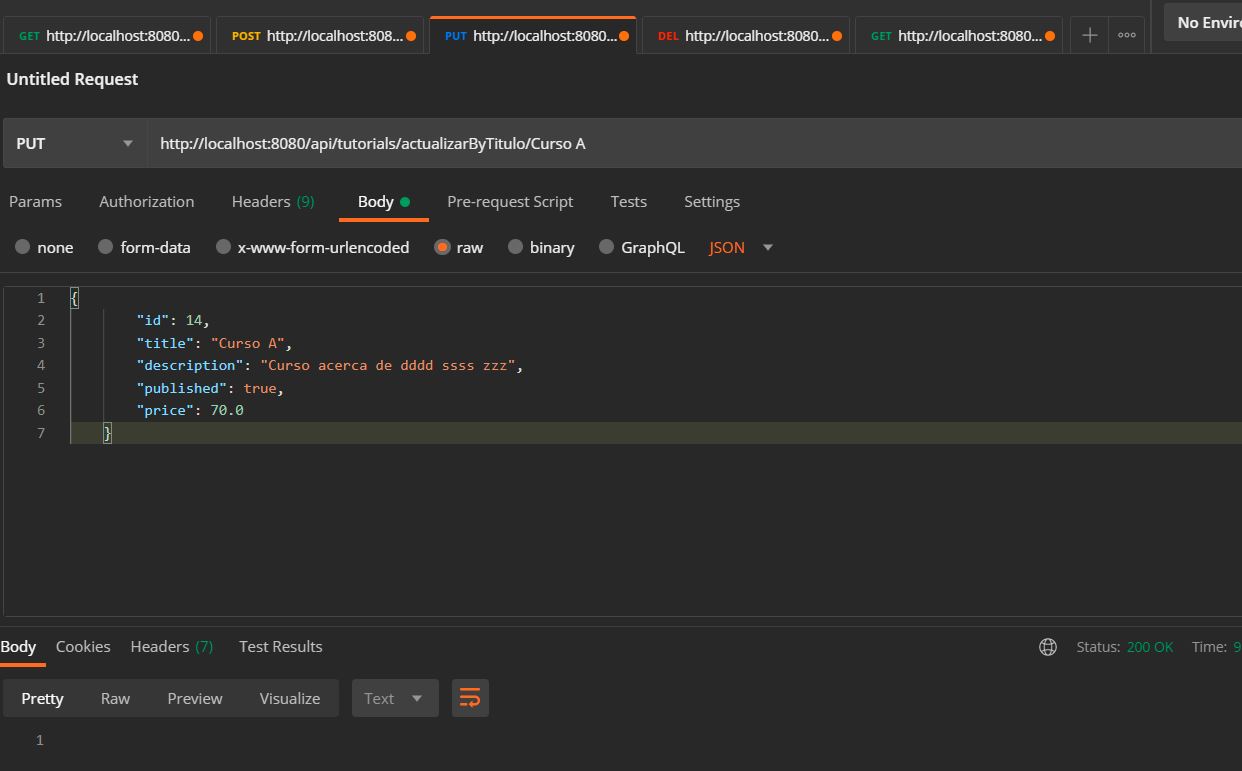 GET http://localhost:8080... POST http://localhost:808... PUT http://localhost:8080... DEL http://localhost:8080... GET http://localhost:8080... No
Untitled Request
PUT http://localhost:8080/api/tutorials/actualizarByTitulo/Curso A
Params Authorization Headers (9) Body Pre-request Script Tests Settings
none form-data x-www-form-urlencoded raw binary GraphQL JSON
1 {
2 "id": 14,
3 "title": "Curso A",
4 "description": "Curso acerca de dddd ssss zzz",
5 "published": true,
6 "price": 70.0
7 }
Body Cookies Headers (7) Test Results Status: 200 OK Time:
Pretty Raw Preview Visualize Text
1